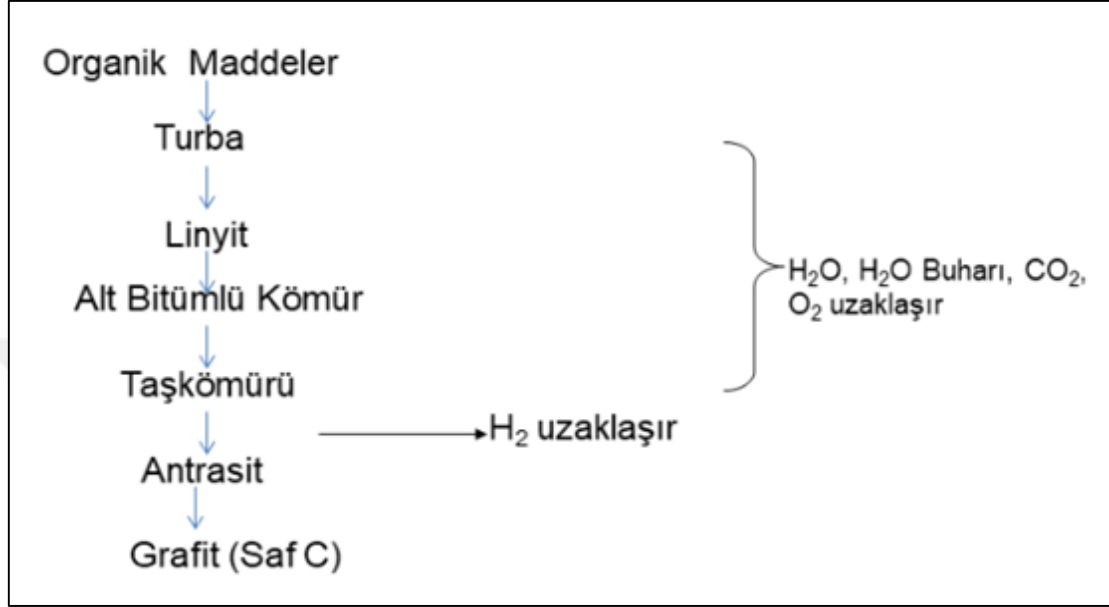 Organik Maddeler
Turba
Linyit
Alt Bitümlü Kömür
Taşkömürü
Antrasit
Grafit (Saf C)
H₂O, H₂O Buharı, CO₂,
O₂ uzaklaşır
H₂ uzaklaşır